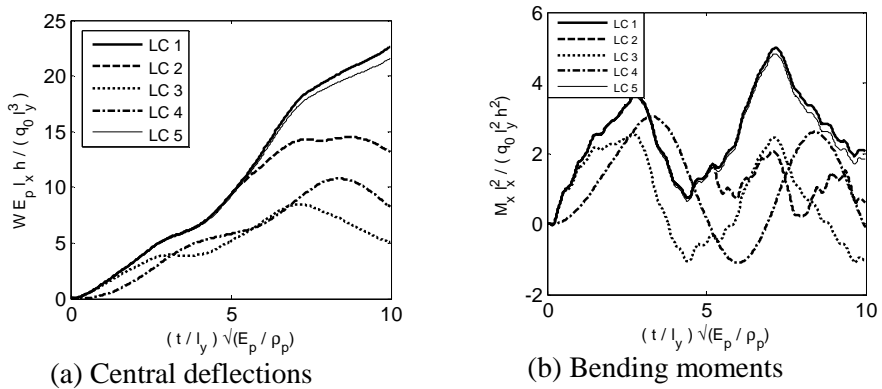 W E_p l_x h / ( q_0 l_y^3 )
25
20
15
10
5
0
LC 1
LC 2
LC 3
LC 4
LC 5
0 5 10
( t / l_y ) √(E_p / ρ_p)
(a) Central deflections
M_x l_x^2 / ( q_0 l_y^2 h^2 )
6
4
2
0
-2
LC 1
LC 2
LC 3
LC 4
LC 5
0 5 10
( t / l_y ) √(E_p / ρ_p)
(b) Bending moments